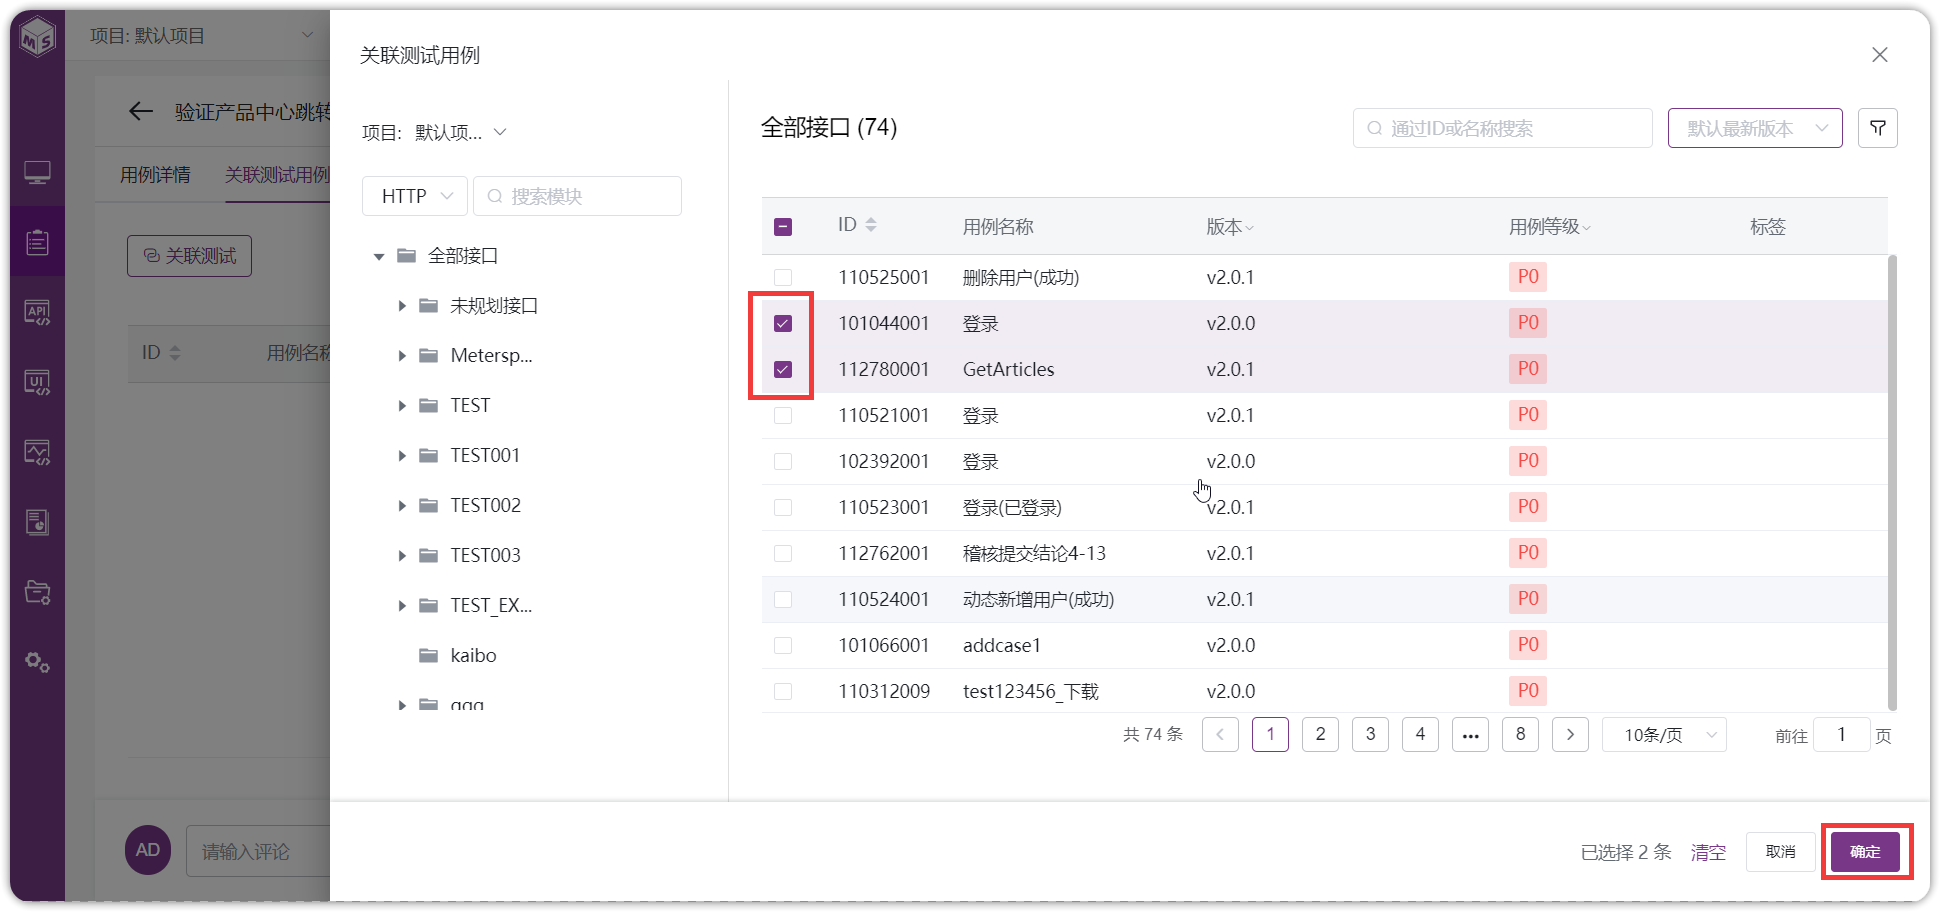 MS
项目: 默认项目
验证产品中心跳转
用例详情
关联测试用例
关联测试
ID
用例名称
API
UI
AD
请输入评论
关联测试用例
项目:
默认项...
HTTP
搜索模块
全部接口
未规划接口
Metersp...
TEST
TEST001
TEST002
TEST003
TEST_EX...
kaibo
qqq
全部接口 (74)
通过ID或名称搜索
默认最新版本
ID 用例名称 版本 用例等级 标签
110525001 删除用户(成功) v2.0.1 P0
101044001 登录 v2.0.0 P0
112780001 GetArticles v2.0.1 P0
110521001 登录 v2.0.1 P0
102392001 登录 v2.0.0 P0
110523001 登录(已登录) v2.0.1 P0
112762001 稽核提交结论4-13 v2.0.1 P0
110524001 动态新增用户(成功) v2.0.1 P0
101066001 addcase1 v2.0.0 P0
110312009 test123456_下载 v2.0.0 P0
共 74 条 1 2 3 4 ••• 8 10条/页 前往 1 页
已选择 2 条 清空 取消 确定